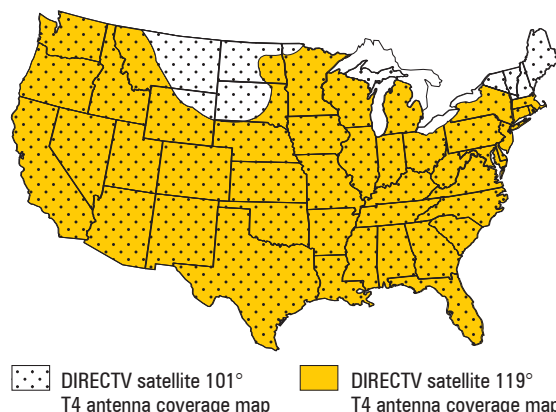 DIRECTV satellite 101°
T4 antenna coverage map
DIRECTV satellite 119°
T4 antenna coverage map